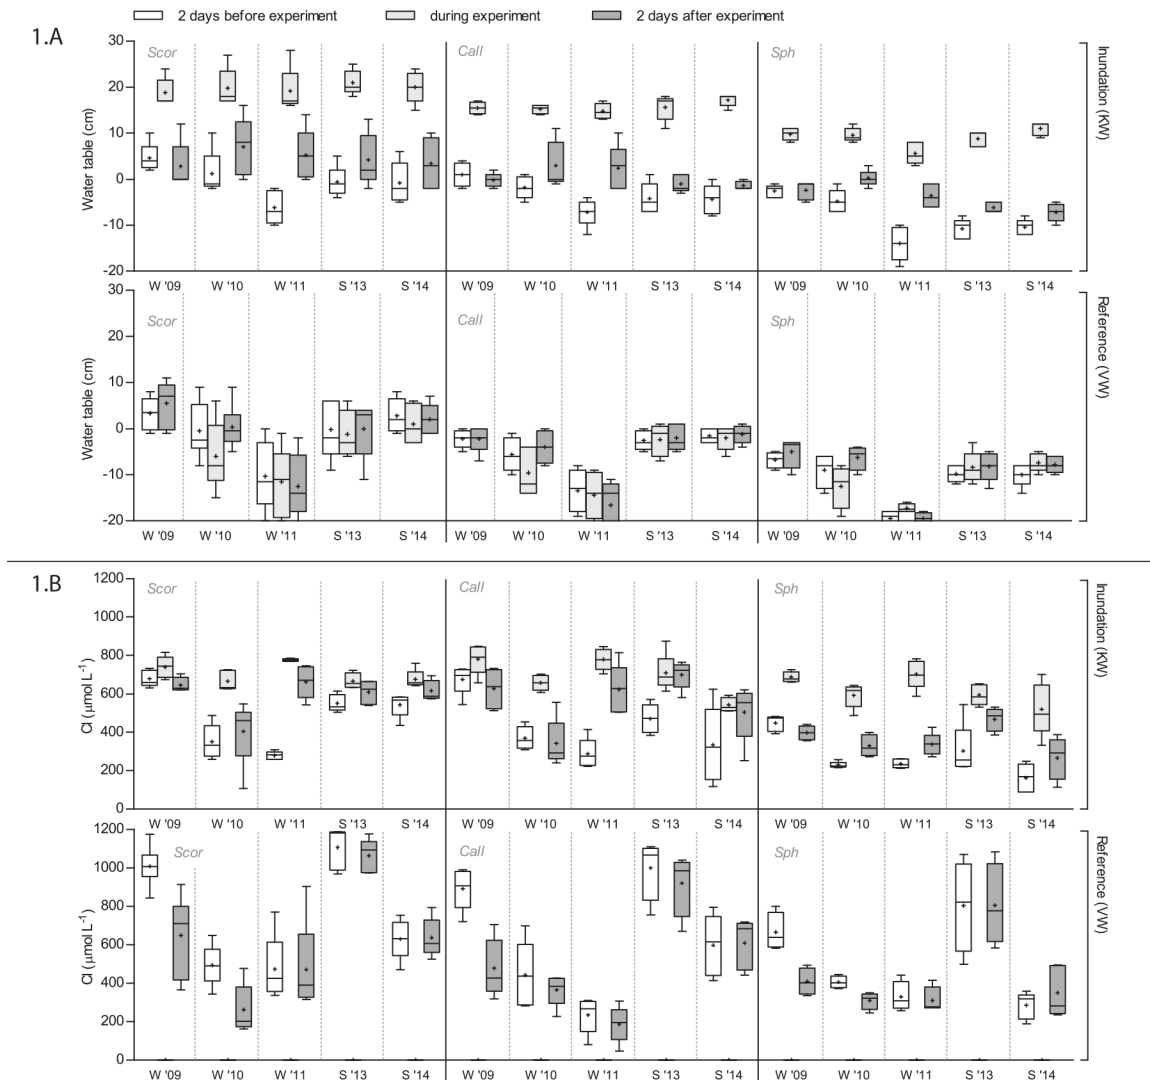 2 days before experiment during experiment 2 days after experiment
1.A
Scor Call Sph
Water table (cm)
30
20
10
0
-10
-20
Inundation (KW)
W '09 W '10 W '11 S '13 S '14 W '09 W '10 W '11 S '13 S '14 W '09 W '10 W '11 S '13 S '14
Scor Call Sph
Water table (cm)
30
20
10
0
-10
-20
Reference (VW)
W '09 W '10 W '11 S '13 S '14 W '09 W '10 W '11 S '13 S '14 W '09 W '10 W '11 S '13 S '14
1.B
Scor Call Sph
Cl (µmol L-1)
1200
1000
800
600
400
200
0
Inundation (KW)
W '09 W '10 W '11 S '13 S '14 W '09 W '10 W '11 S '13 S '14 W '09 W '10 W '11 S '13 S '14
Scor Call Sph
Cl (µmol L-1)
1200
1000
800
600
400
200
0
Reference (VW)
W '09 W '10 W '11 S '13 S '14 W '09 W '10 W '11 S '13 S '14 W '09 W '10 W '11 S '13 S '14